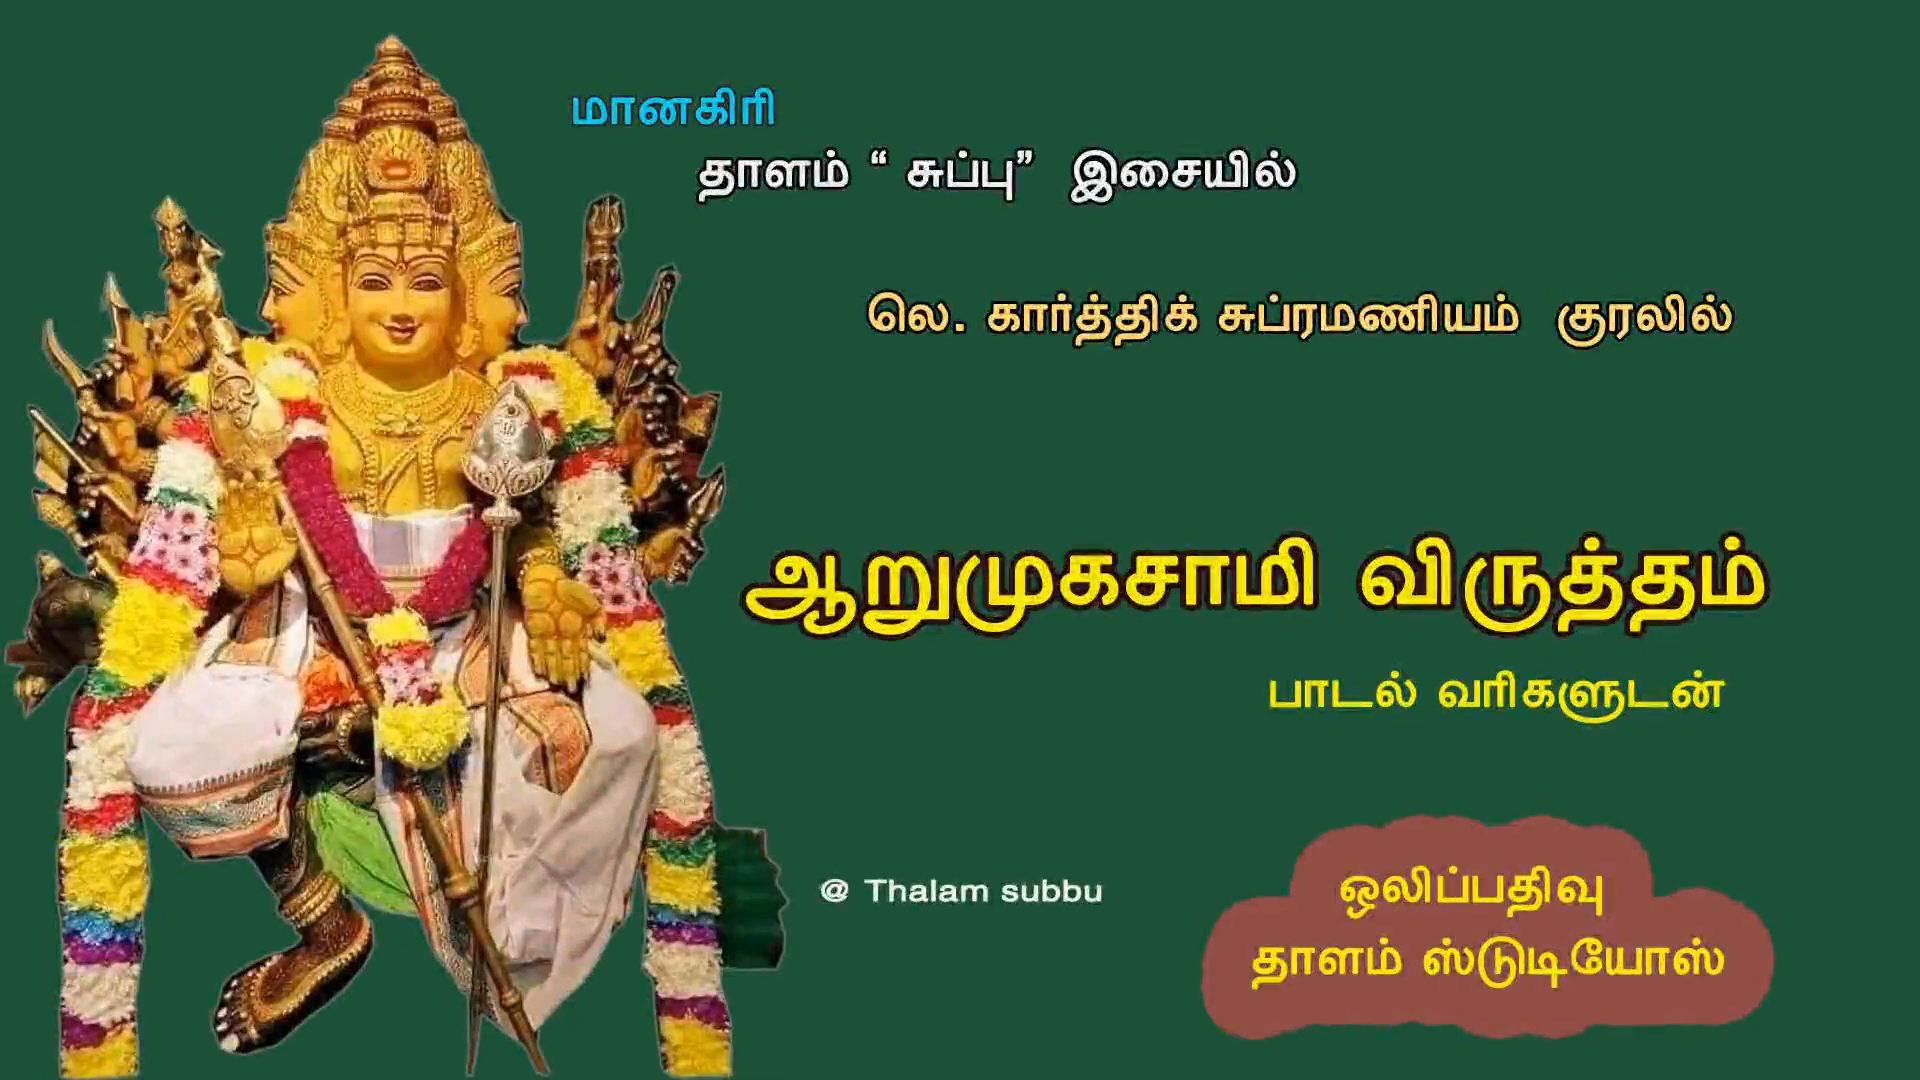 மானகிரி
தாளம் “ சுப்பு” இசையில்
லெ. கார்த்திக் சுப்ரமணியம் குரலில்
ஆறுமுகசாமி விருத்தம்
பாடல் வரிகளுடன்
@ Thalam subbu
ஒலிப்பதிவு
தாளம் ஸ்டுடியோஸ்